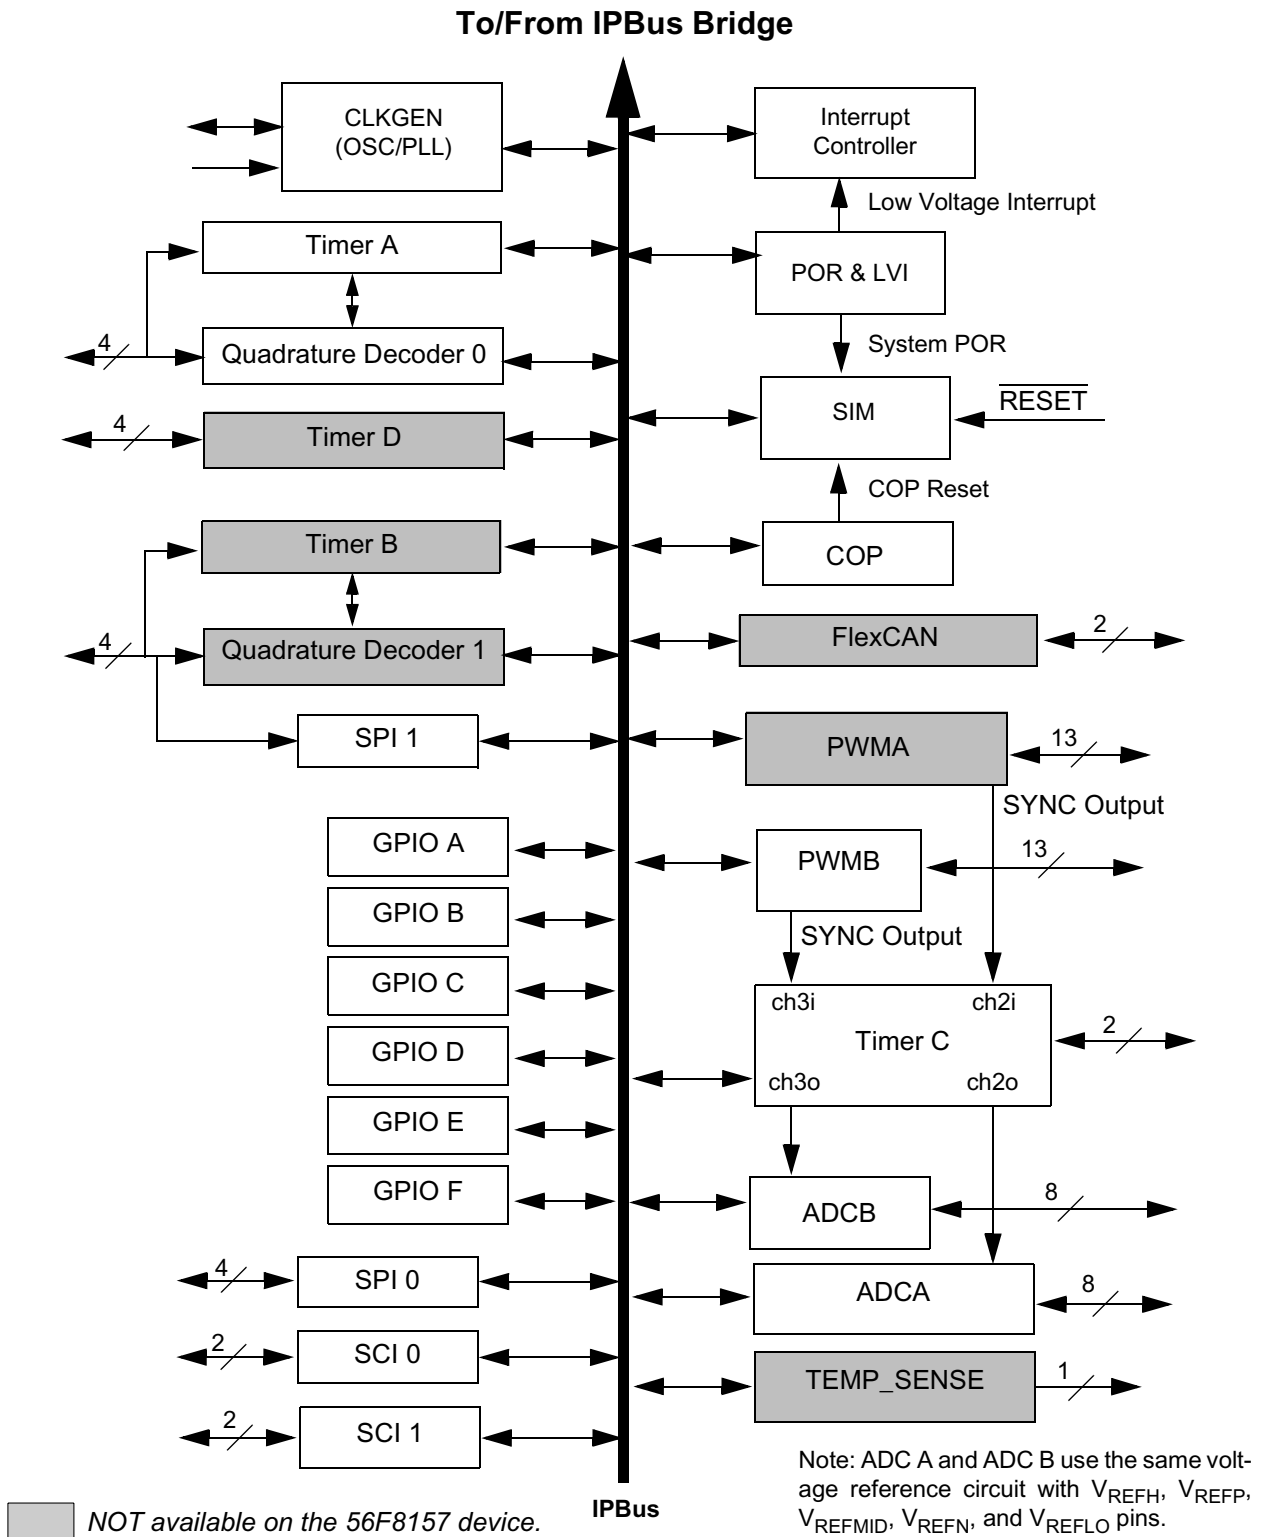 To/From IPBus Bridge
CLKGEN
(OSC/PLL)
Interrupt
Controller
Low Voltage Interrupt
Timer A
POR & LVI
4
Quadrature Decoder 0
System POR
SIM
RESET
4
Timer D
COP Reset
Timer B
COP
4
Quadrature Decoder 1
FlexCAN
2
SPI 1
PWMA
13
SYNC Output
GPIO A
PWMB
13
GPIO B
SYNC Output
GPIO C
ch3i
ch2i
GPIO D
Timer C
2
ch3o
ch2o
GPIO E
GPIO F
ADCB
8
4
SPI 0
ADCA
8
2
SCI 0
TEMP_SENSE
1
2
SCI 1
Note: ADC A and ADC B use the same volt-
age reference circuit with VREFH, VREFP,
VREFMID, VREFN, and VREFLO pins.
IPBus
NOT available on the 56F8157 device.